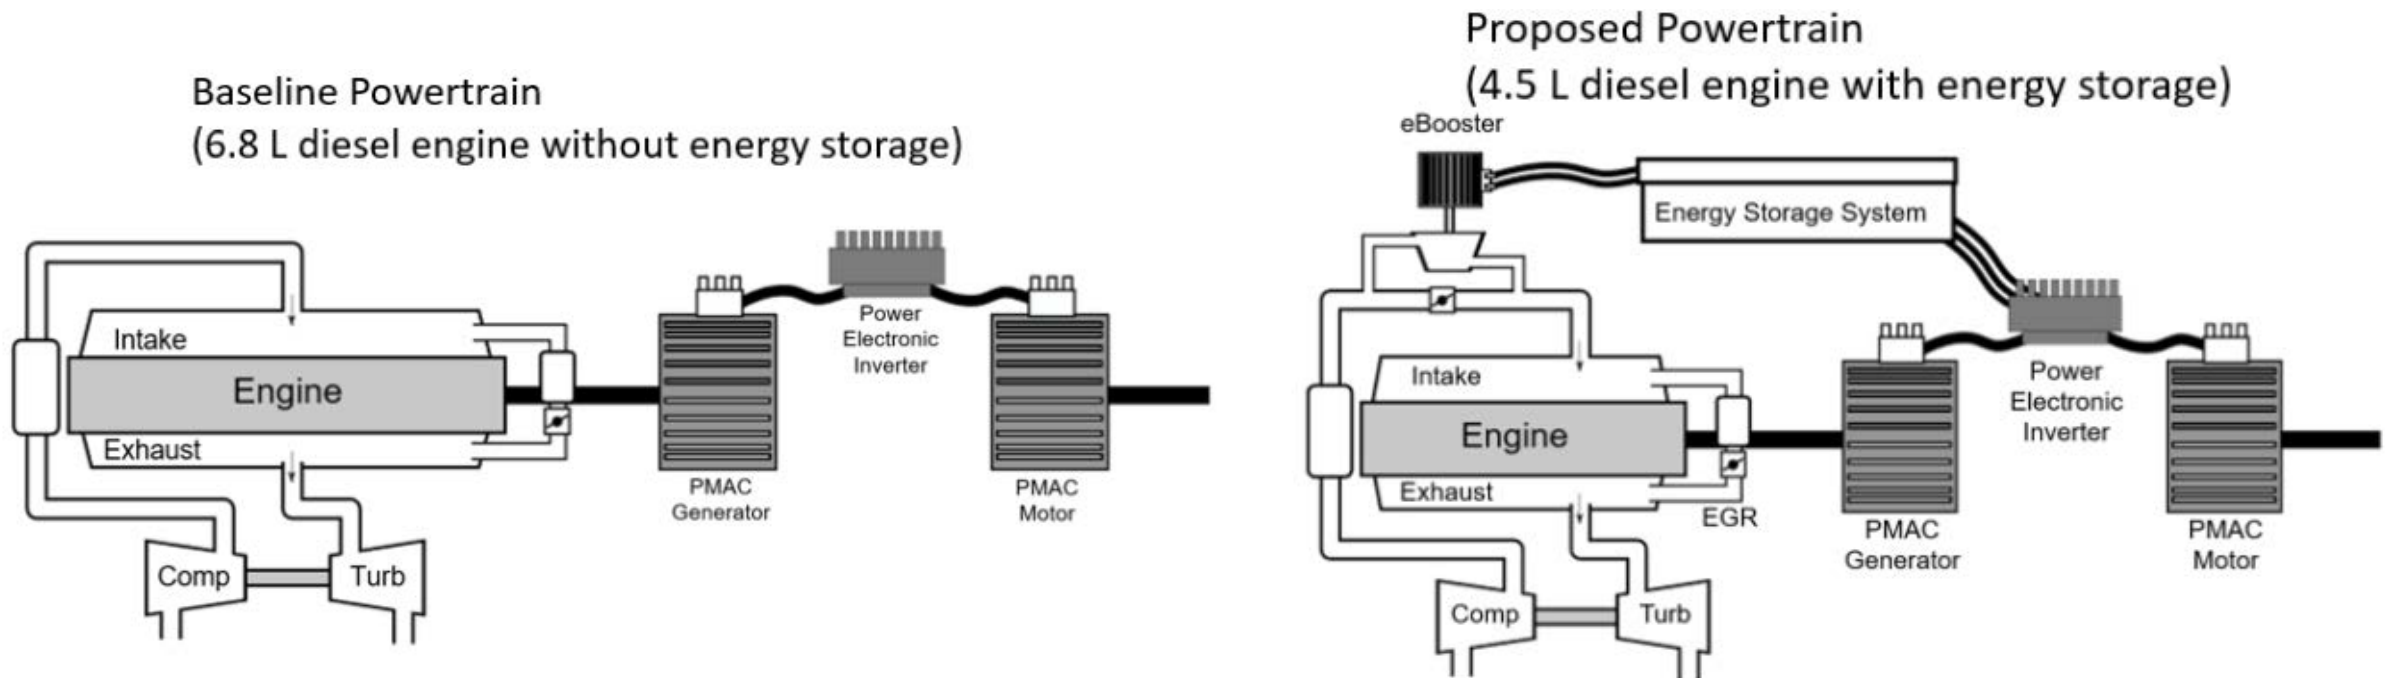 Baseline Powertrain
(6.8 L diesel engine without energy storage)
Intake
Engine
Exhaust
Comp
Turb
PMAC
Generator
Power
Electronic
Inverter
PMAC
Motor
Proposed Powertrain
(4.5 L diesel engine with energy storage)
eBooster
Energy Storage System
Intake
Engine
Exhaust
EGR
Comp
Turb
PMAC
Generator
Power
Electronic
Inverter
PMAC
Motor